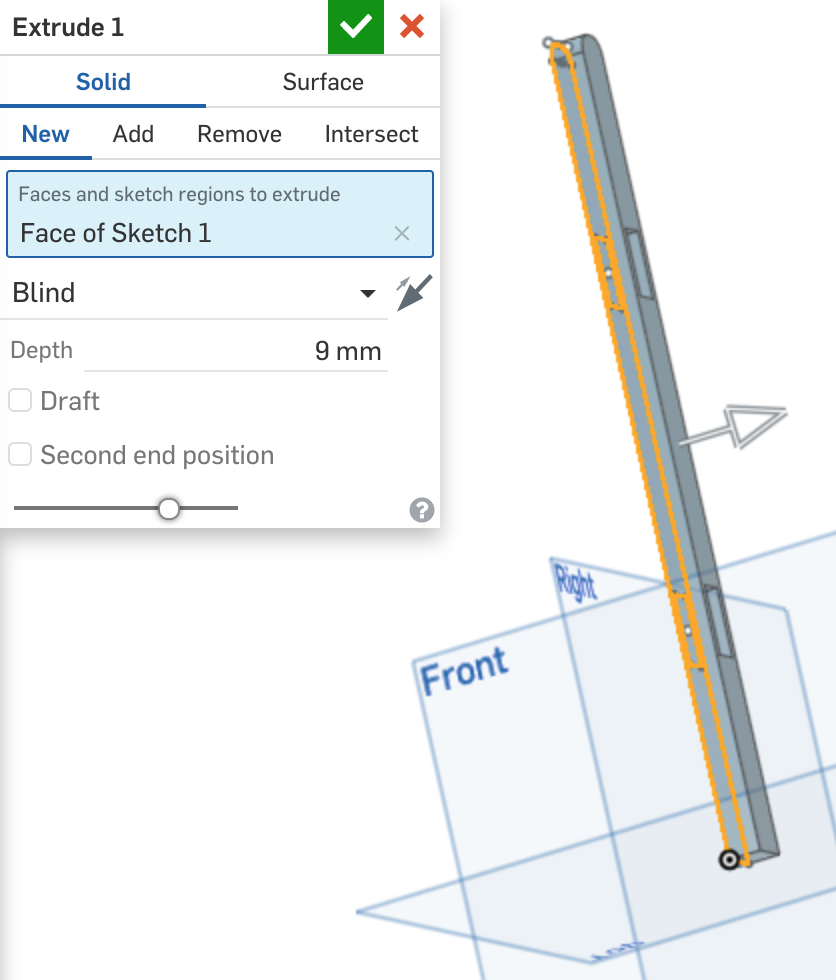 Extrude 1
Solid Surface
New Add Remove Intersect
Faces and sketch regions to extrude
Face of Sketch 1
Blind
Depth 9 mm
Draft
Second end position
?
Right
Front